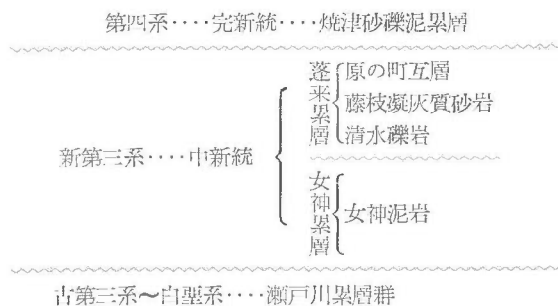 第四系‥‥完新統‥‥焼津砂礫泥累層
新第三系‥‥中新統
蓬来累層
原の町互層
藤枝凝灰質砂岩
清水礫岩
女神累層
女神泥岩
古第三系～白堊系‥‥瀬戸川累層群